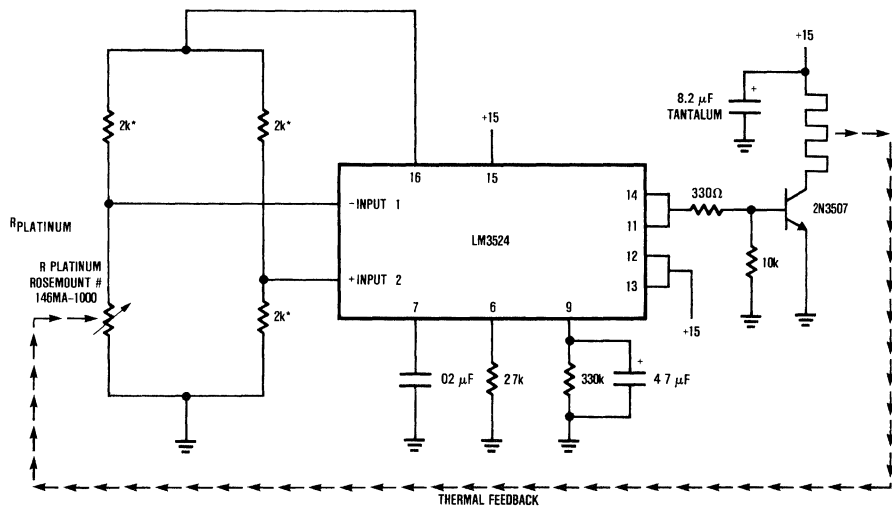 +15
8.2 µF
TANTALUM
2k*
2k*
+15
16
15
-INPUT 1
14
11
330Ω
2N3507
RPLATINUM
LM3524
R PLATINUM
ROSEMOUNT #
146MA-1000
+INPUT 2
12
13
10k
2k*
7
6
9
+15
02 µF
27k
330k
+
47 µF
THERMAL FEEDBACK
+